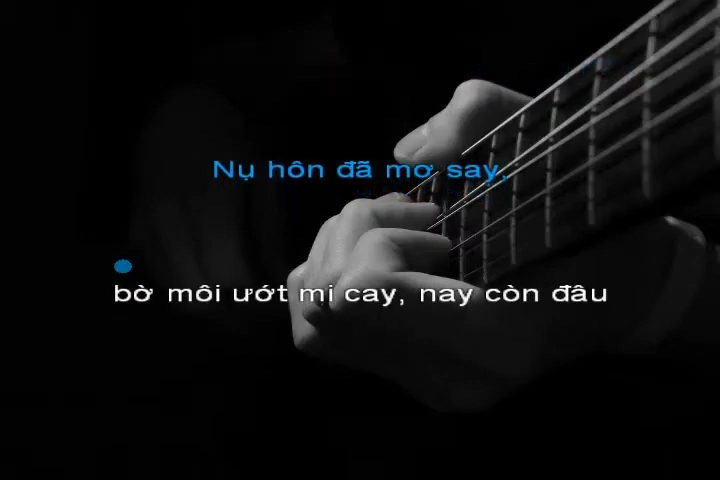 Nụ hôn đã mơ say,
bờ môi ướt mi cay, nay còn đâu